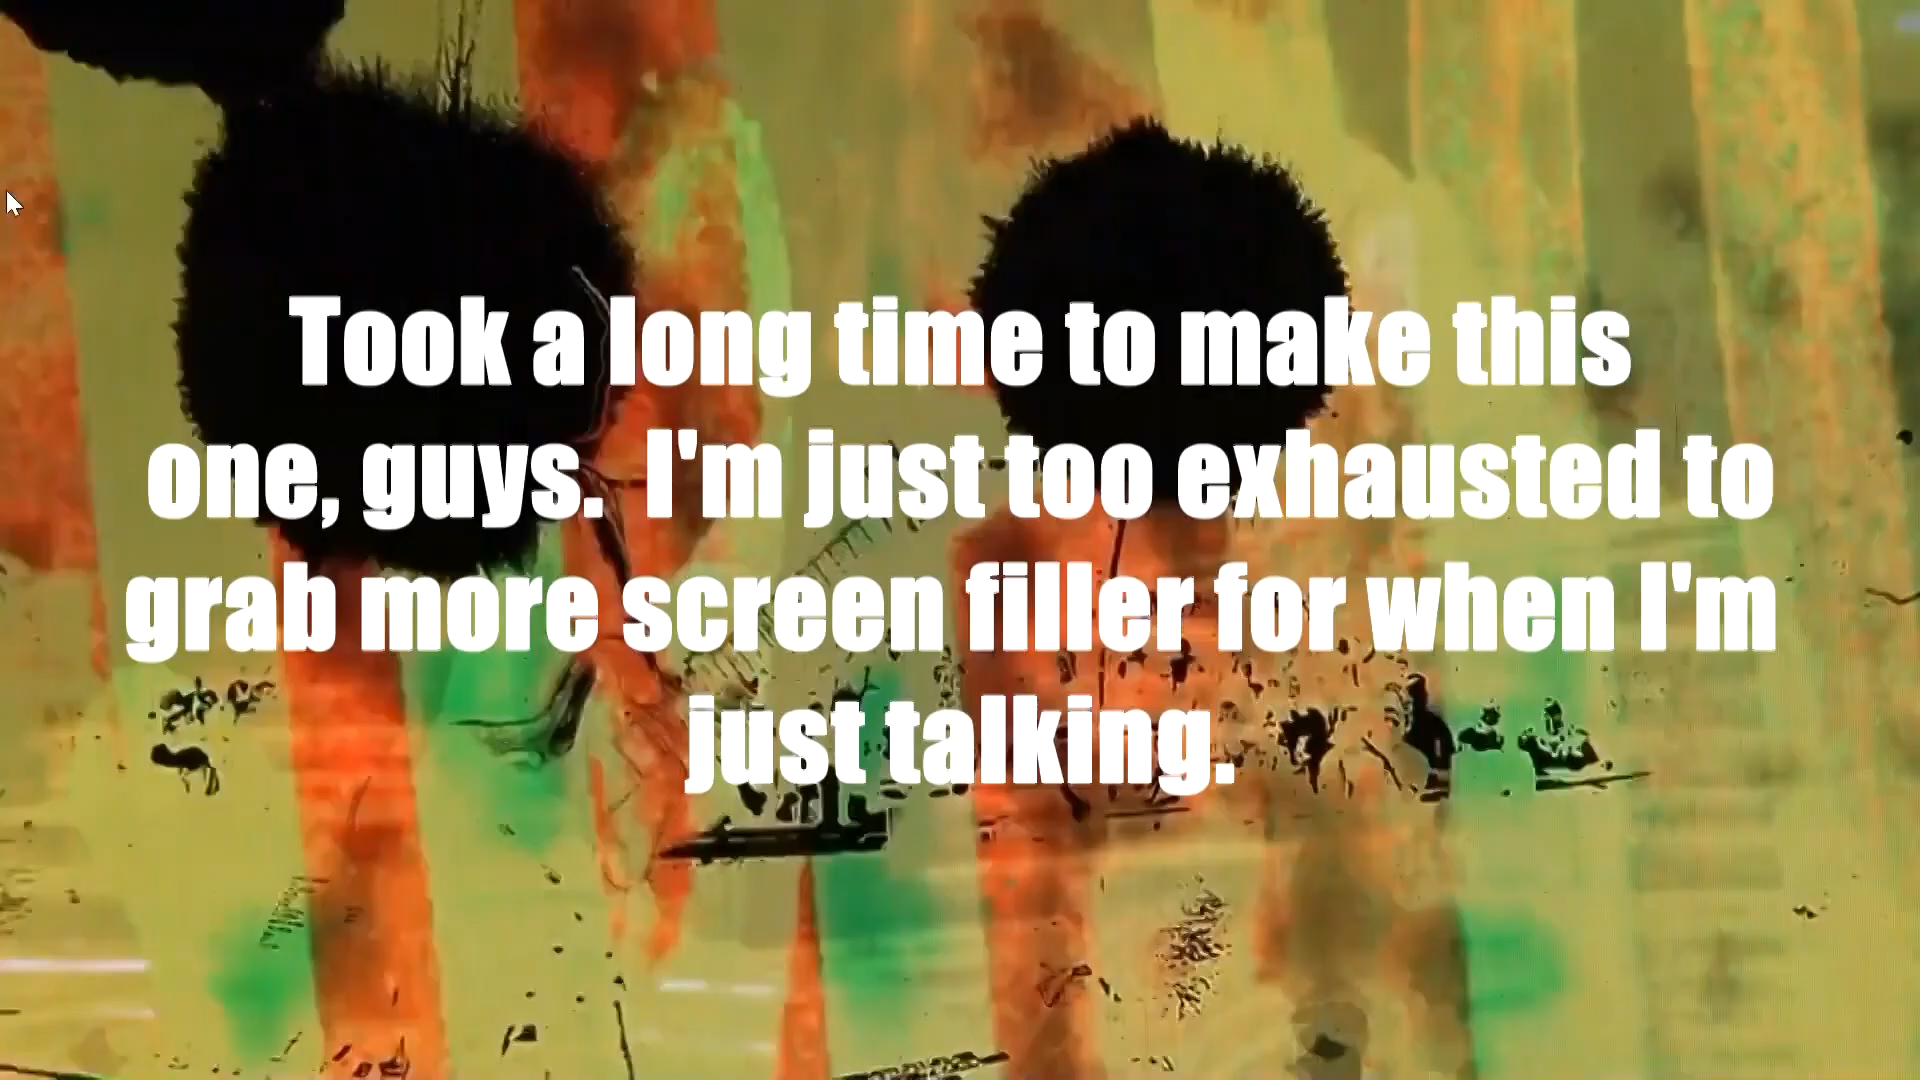 Took a long time to make this
one, guys.  I'm just too exhausted to
grab more screen filler for when I'm
just talking.